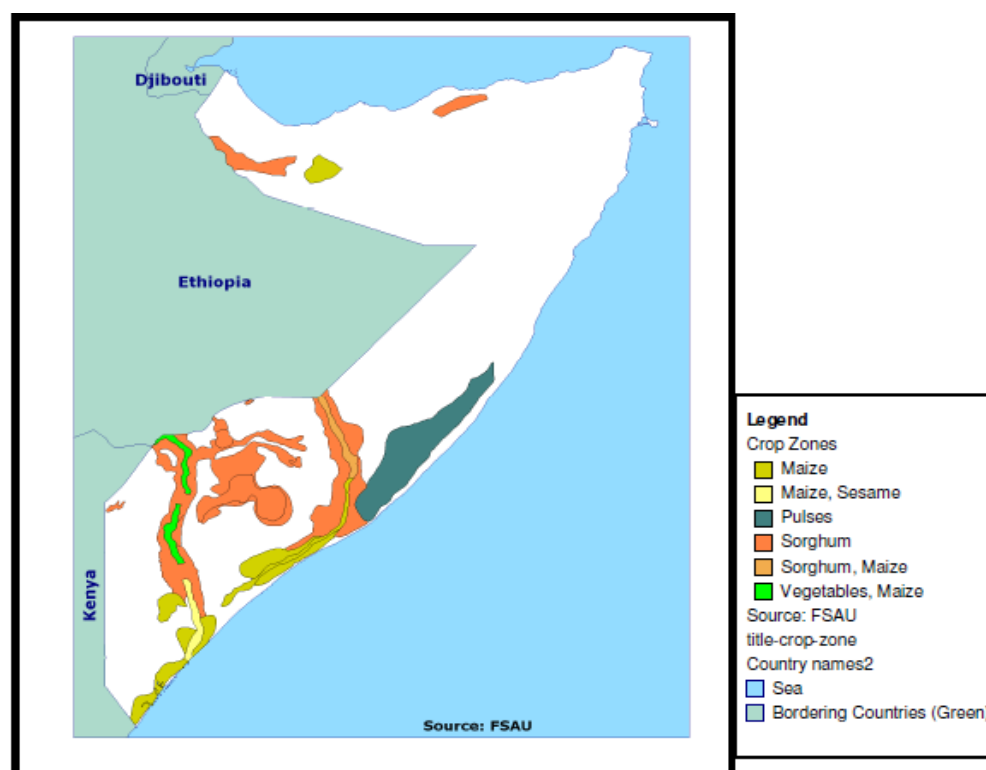 Djibouti
Ethiopia
Kenya
Source: FSAU
Legend
Crop Zones
Maize
Maize, Sesame
Pulses
Sorghum
Sorghum, Maize
Vegetables, Maize
Source: FSAU
title-crop-zone
Country names2
Sea
Bordering Countries (Green)